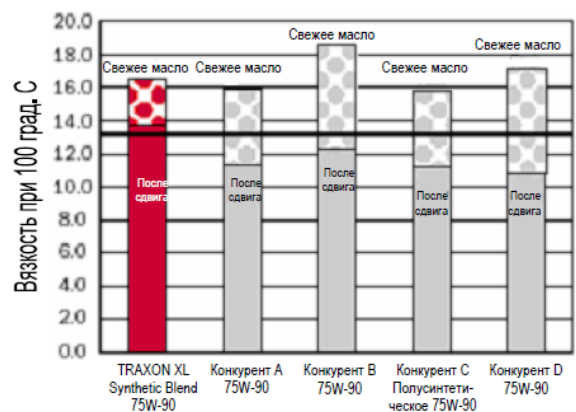 Вязкость при 100 град. С
20.0
18.0
16.0
14.0
12.0
10.0
8.0
6.0
4.0
2.0
0.0
Свежее масло
Свежее масло
Свежее масло
Свежее масло
Свежее масло
После
сдвига
После
сдвига
После
сдвига
После
сдвига
После
сдвига
TRAXON XL
Synthetic Blend
75W-90
Конкурент A
75W-90
Конкурент B
75W-90
Конкурент C
Полусинтети-
ческое 75W-90
Конкурент D
75W-90